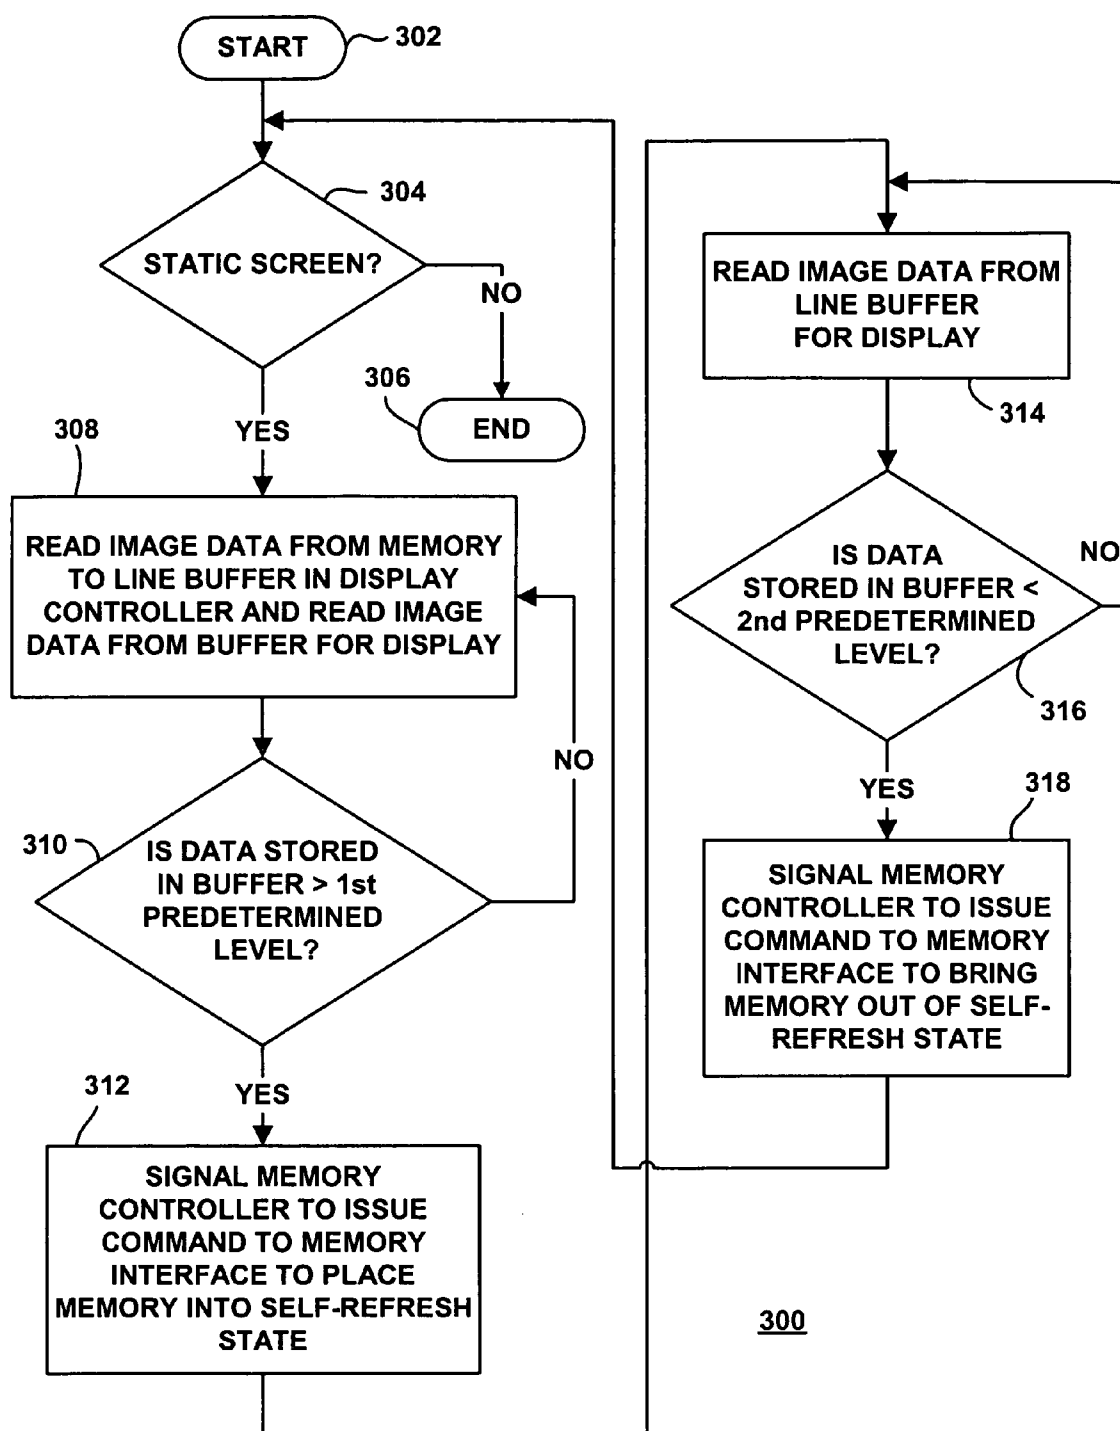 START
302
304
STATIC SCREEN?
NO
306
END
YES
308
READ IMAGE DATA FROM MEMORY
TO LINE BUFFER IN DISPLAY
CONTROLLER AND READ IMAGE
DATA FROM BUFFER FOR DISPLAY
NO
310
IS DATA STORED
IN BUFFER > 1st
PREDETERMINED
LEVEL?
YES
312
SIGNAL MEMORY
CONTROLLER TO ISSUE
COMMAND TO MEMORY
INTERFACE TO PLACE
MEMORY INTO SELF-REFRESH
STATE
READ IMAGE DATA FROM
LINE BUFFER
FOR DISPLAY
314
IS DATA
STORED IN BUFFER <
2nd PREDETERMINED
LEVEL?
NO
316
YES
318
SIGNAL MEMORY
CONTROLLER TO ISSUE
COMMAND TO MEMORY
INTERFACE TO BRING
MEMORY OUT OF SELF-
REFRESH STATE
300